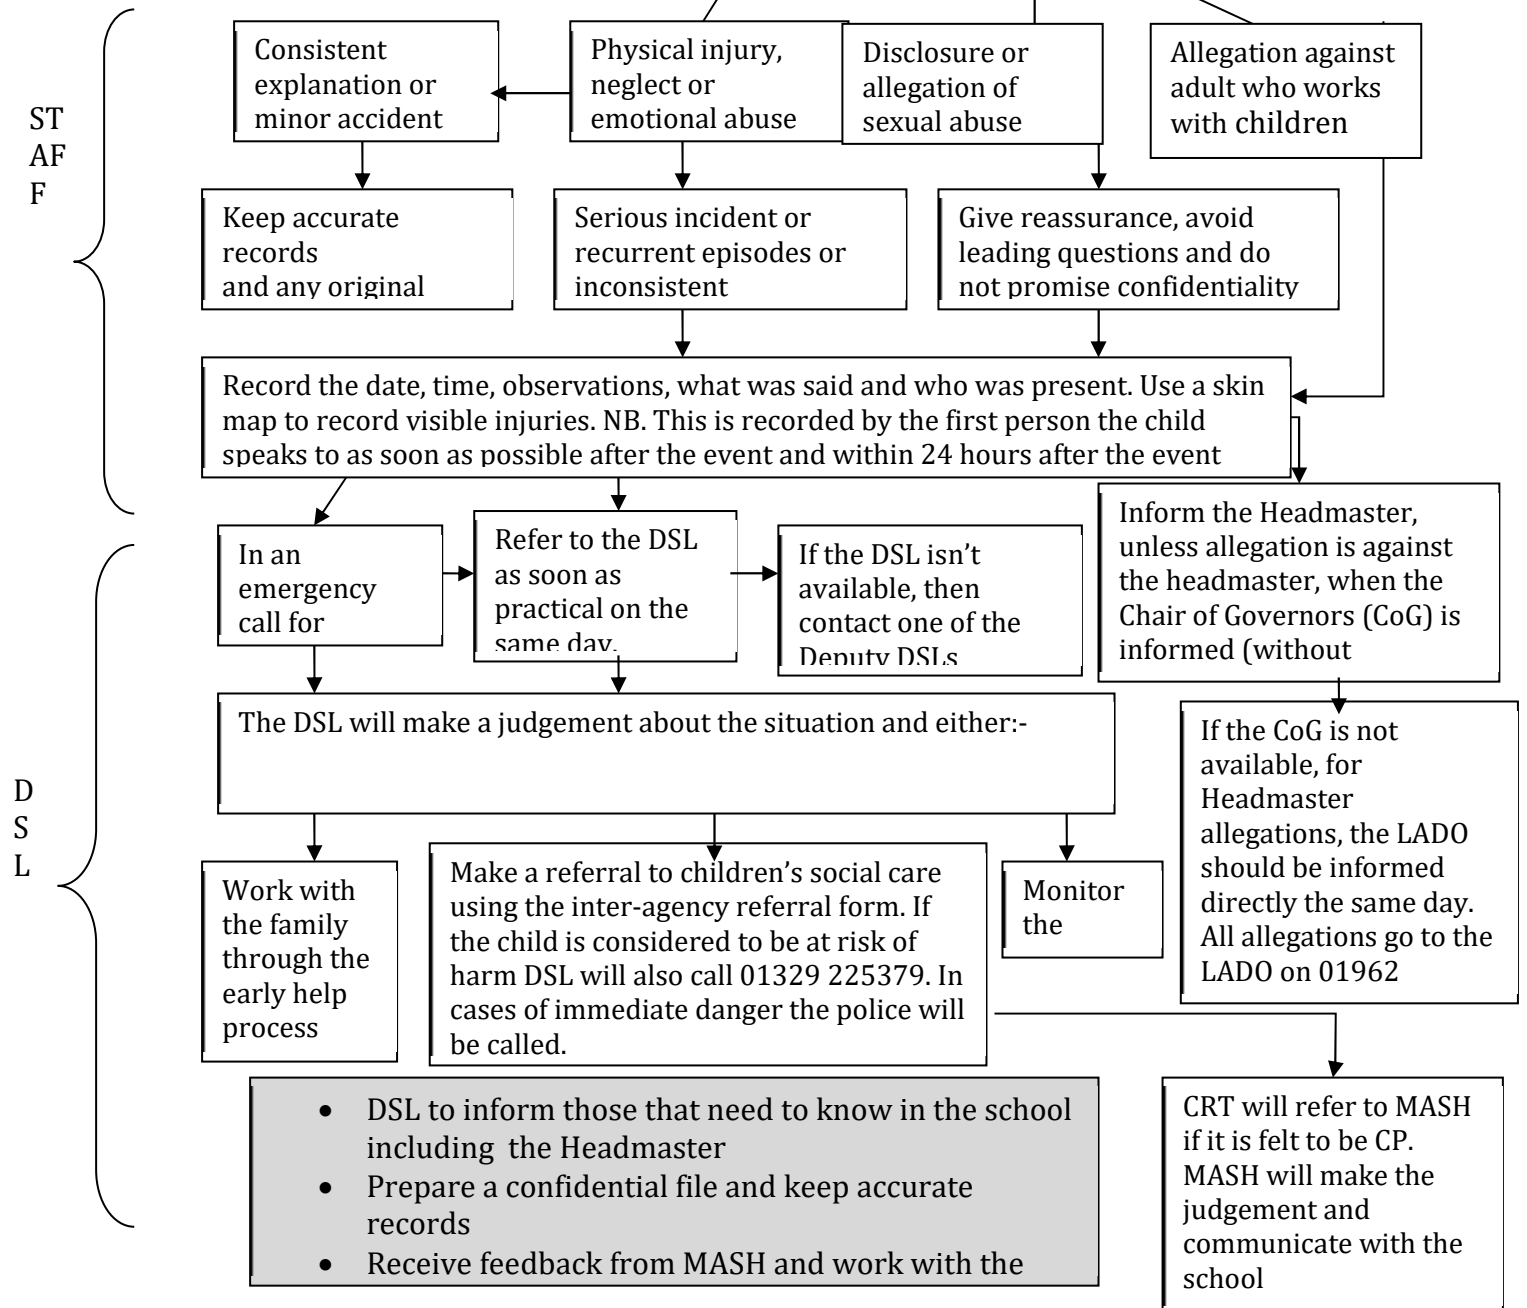 ST
AF
F
Consistent
explanation or
minor accident
Physical injury,
neglect or
emotional abuse
Disclosure or
allegation of
sexual abuse
Allegation against
adult who works
with children
Keep accurate
records
and any original
Serious incident or
recurrent episodes or
inconsistent
Give reassurance, avoid
leading questions and do
not promise confidentiality
Record the date, time, observations, what was said and who was present. Use a skin
map to record visible injuries. NB. This is recorded by the first person the child
speaks to as soon as possible after the event and within 24 hours after the event
In an
emergency
call for
Refer to the DSL
as soon as
practical on the
same day.
If the DSL isn’t
available, then
contact one of the
Deputy DSLs
Inform the Headmaster,
unless allegation is against
the headmaster, when the
Chair of Governors (CoG) is
informed (without
D
S
L
The DSL will make a judgement about the situation and either:-
If the CoG is not
available, for
Headmaster
allegations, the LADO
should be informed
directly the same day.
All allegations go to the
LADO on 01962
Work with
the family
through the
early help
process
Make a referral to children’s social care
using the inter-agency referral form. If
the child is considered to be at risk of
harm DSL will also call 01329 225379. In
cases of immediate danger the police will
be called.
Monitor
the
• DSL to inform those that need to know in the school
including the Headmaster
• Prepare a confidential file and keep accurate
records
• Receive feedback from MASH and work with the
CRT will refer to MASH
if it is felt to be CP.
MASH will make the
judgement and
communicate with the
school